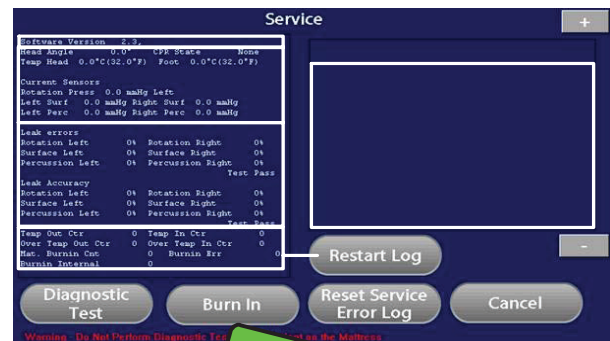 Service
+
Software Version 2.3,
Head Angle 0.0° CPR State None
Temp Head 0.0°C(32.0°F) Foot 0.0°C(32.0°F)
Current Sensors
Rotation Press 0.0 mmHg Left
Left Surf 0.0 mmHg Right Surf 0.0 mmHg
Left Perc 0.0 mmHg Right Perc 0.0 mmHg
Leak errors
Rotation Left 0% Rotation Right 0%
Surface Left 0% Surface Right 0%
Percussion Left 0% Percussion Right 0%
Test Pass
Leak Accuracy
Rotation Left 0% Rotation Right 0%
Surface Left 0% Surface Right 0%
Percussion Left 0% Percussion Right 0%
Test Pass
Temp Out Ctr 0 Temp In Ctr 0
Over Temp Out Ctr 0 Over Temp In Ctr 0
Mat. Burnin Cnt 0 Burnin Err 0
Burnin Internal 0
Restart Log
-
Diagnostic Test
Burn In
Reset Service Error Log
Cancel
Warning Do Not Perform Diagnostic on the Mattress